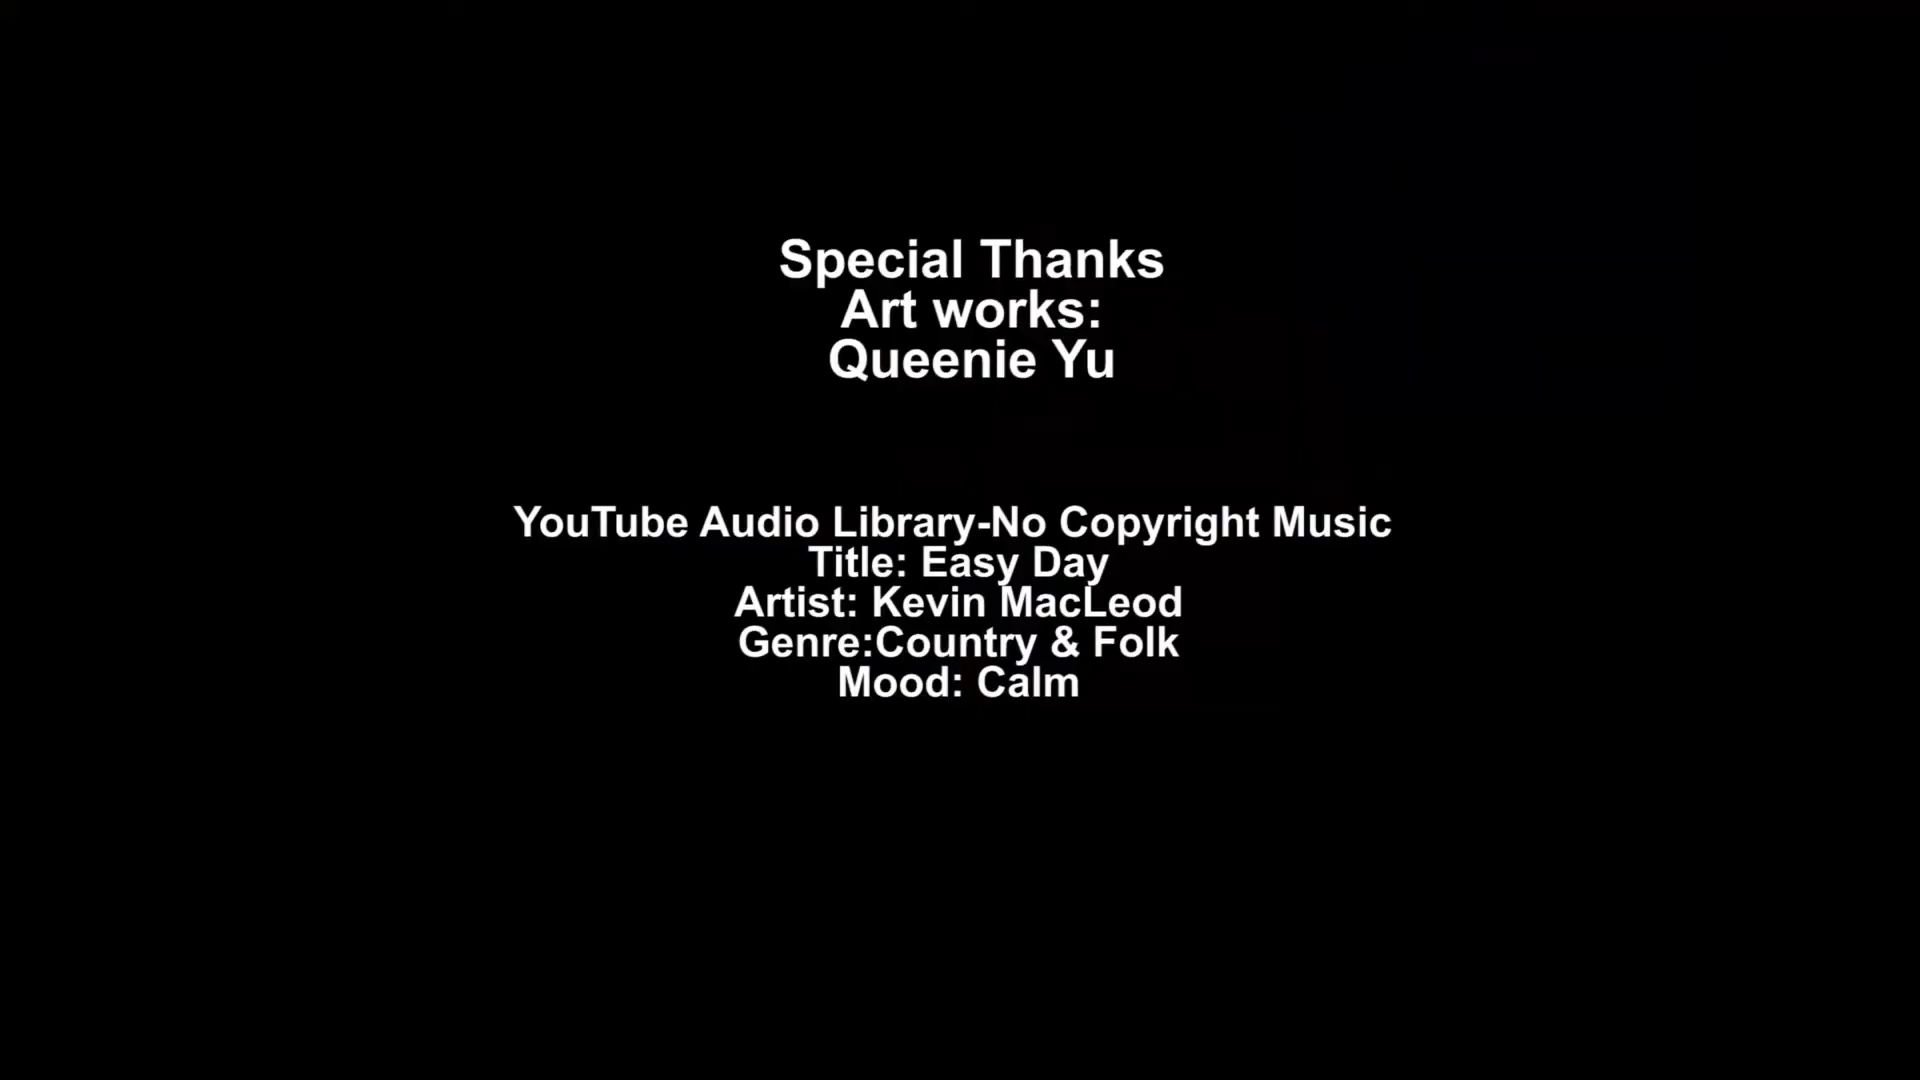 Special Thanks
Art works:
Queenie Yu
YouTube Audio Library-No Copyright Music
Title: Easy Day
Artist: Kevin MacLeod
Genre:Country & Folk
Mood: Calm